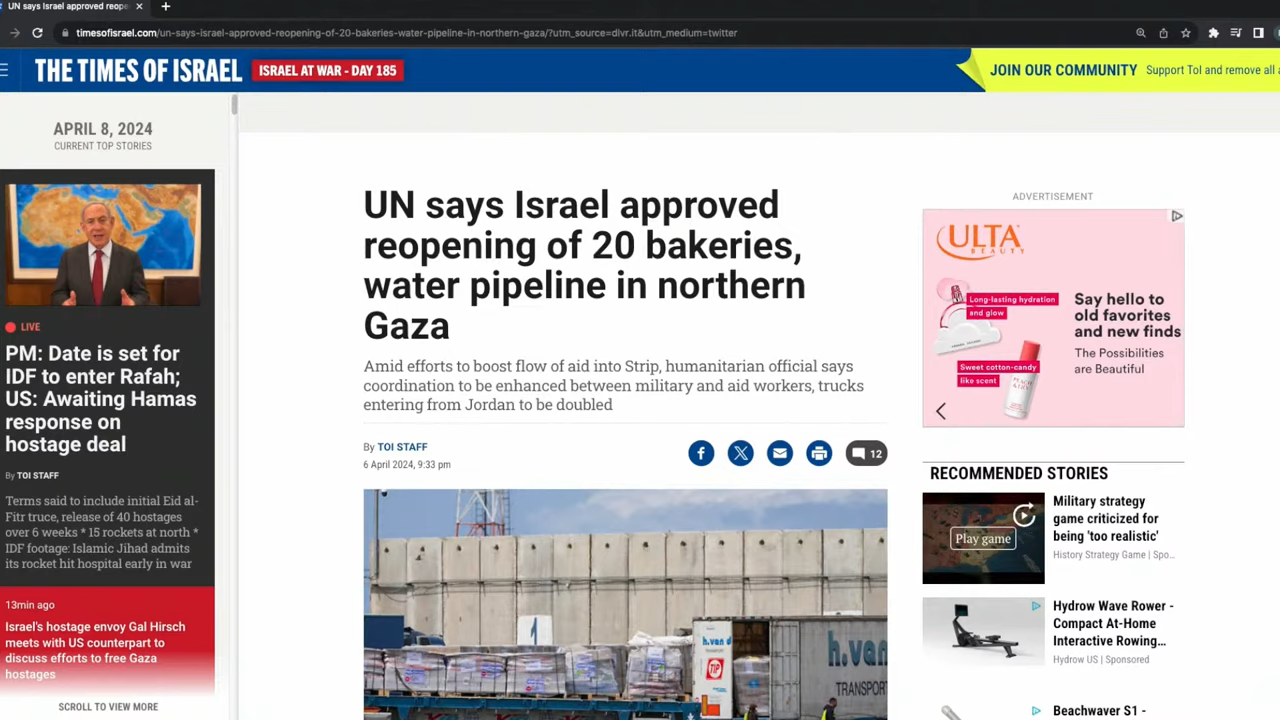 UN says Israel approved reope
timesofisrael.com/un-says-israel-approved-reopening-of-20-bakeries-water-pipeline-in-northern-gaza/?utm_source=dlvr.it&utm_medium=twitter
THE TIMES OF ISRAEL
ISRAEL AT WAR - DAY 185
JOIN OUR COMMUNITY
Support ToI and remove all
APRIL 8, 2024
CURRENT TOP STORIES
LIVE
PM: Date is set for
IDF to enter Rafah;
US: Awaiting Hamas
response on
hostage deal
By TOI STAFF
Terms said to include initial Eid al-
Fitr truce, release of 40 hostages
over 6 weeks * 15 rockets at north *
IDF footage: Islamic Jihad admits
its rocket hit hospital early in war
13min ago
Israel's hostage envoy Gal Hirsch
meets with US counterpart to
discuss efforts to free Gaza
hostages
SCROLL TO VIEW MORE
UN says Israel approved
reopening of 20 bakeries,
water pipeline in northern
Gaza
Amid efforts to boost flow of aid into Strip, humanitarian official says
coordination to be enhanced between military and aid workers, trucks
entering from Jordan to be doubled
By TOI STAFF
6 April 2024, 9:33 pm
12
1
h.van d
TIP
h.van
TRANSPOR
ADVERTISEMENT
ULTA
BEAUTY
Long-lasting hydration
and glow
Sweet cotton-candy
like scent
Say hello to
old favorites
and new finds
The Possibilities
are Beautiful
RECOMMENDED STORIES
Play game
Military strategy
game criticized for
being 'too realistic'
History Strategy Game | Spo...
Hydrow Wave Rower -
Compact At-Home
Interactive Rowing...
Hydrow US | Sponsored
Beachwaver S1 -